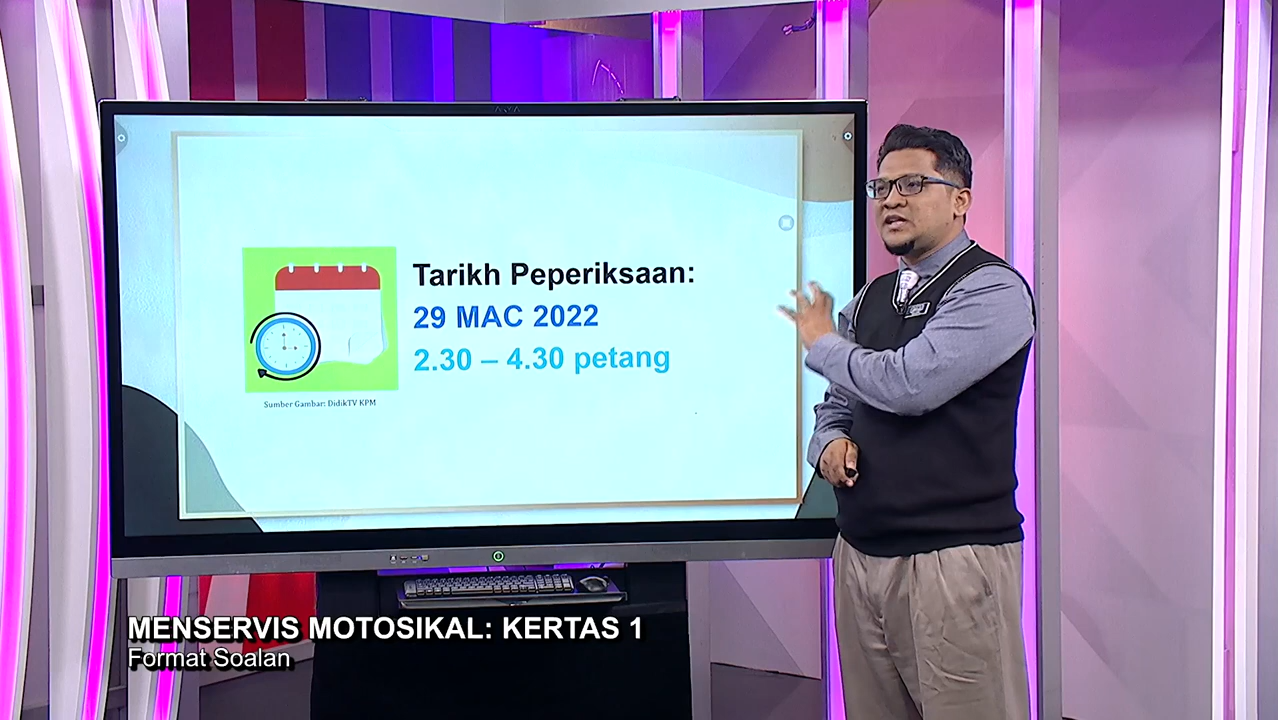 Tarikh Peperiksaan:
29 MAC 2022
2.30 – 4.30 petang
Sumber Gambar: DidikTV KPM
MENSERVIS MOTOSIKAL: KERTAS 1
Format Soalan